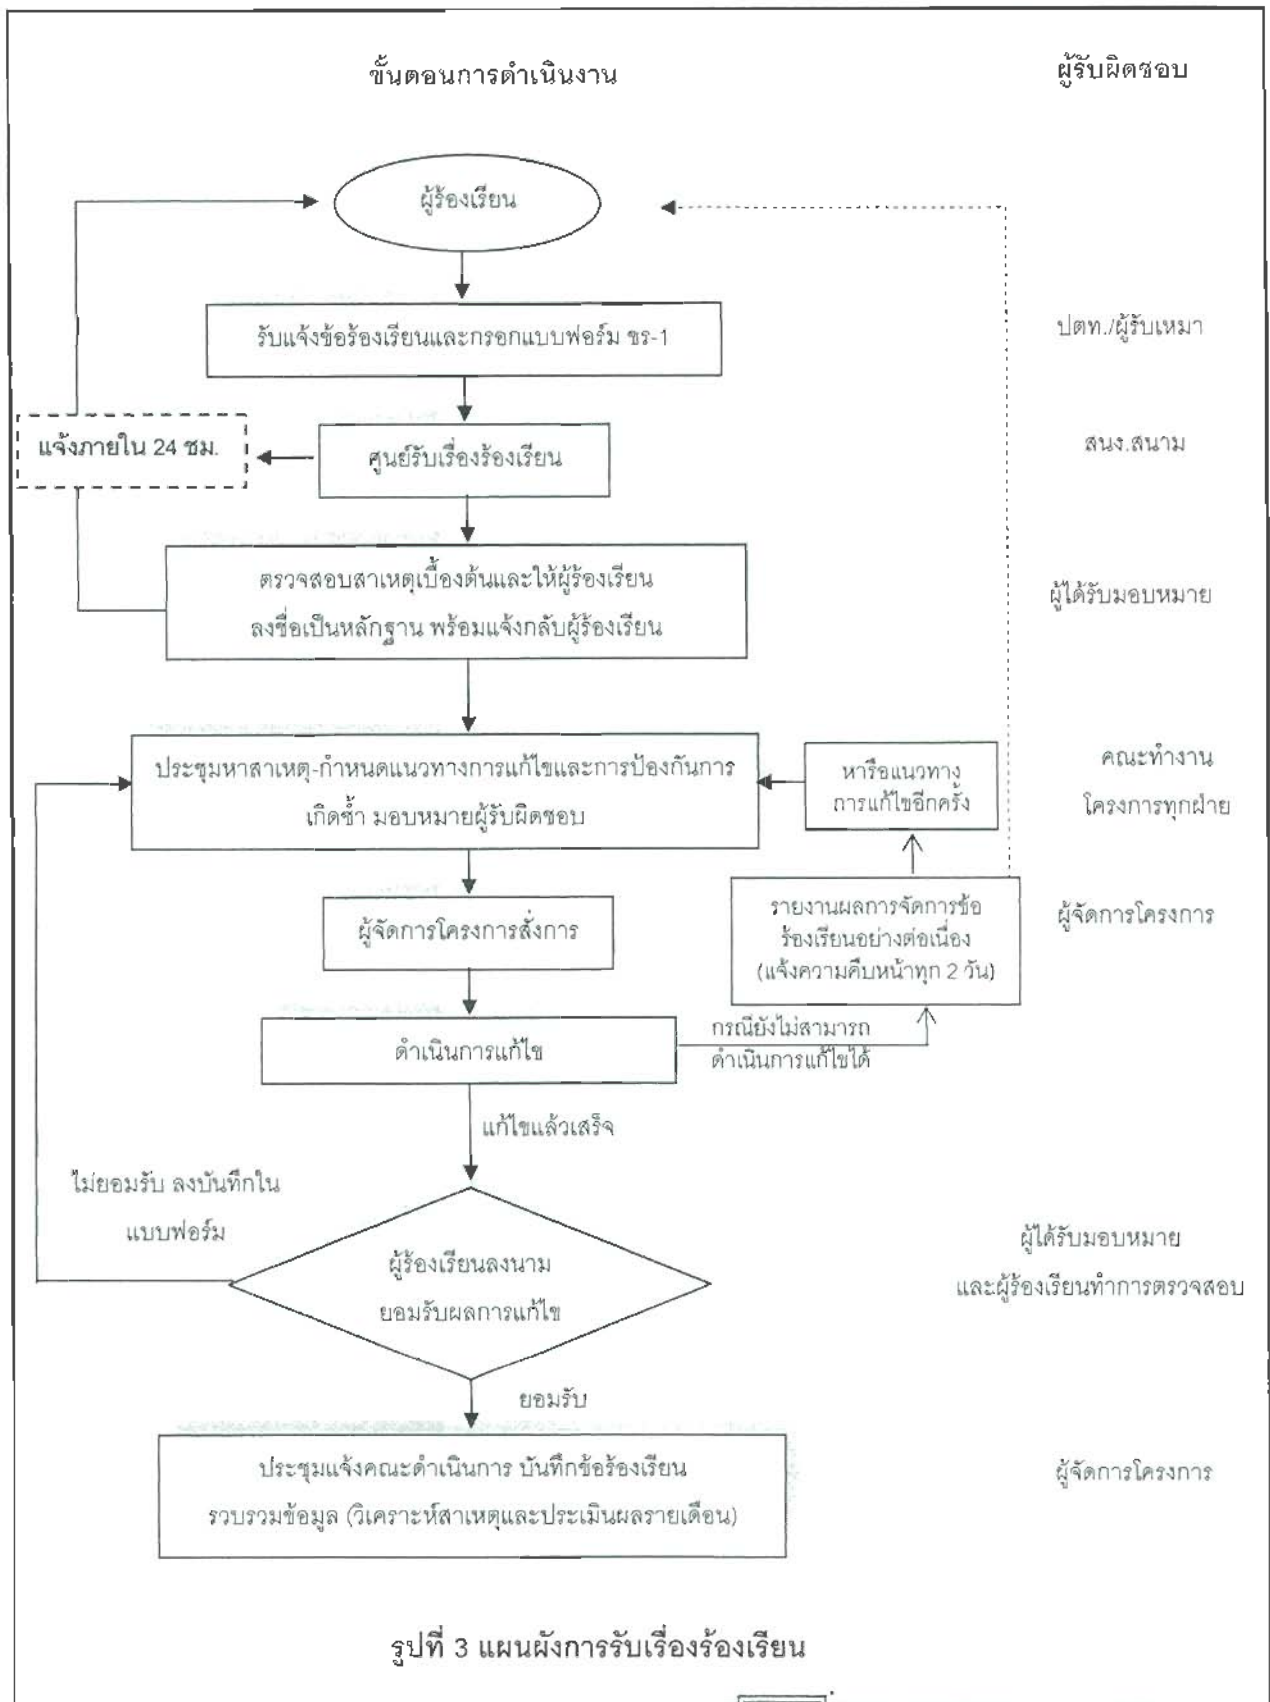 ขั้นตอนการดำเนินงาน
ผู้รับผิดชอบ
ผู้ร้องเรียน
รับแจ้งข้อร้องเรียนและกรอกแบบฟอร์ม ชร-1
ปตท./ผู้รับเหมา
แจ้งภายใน 24 ชม.
ศูนย์รับเรื่องร้องเรียน
สนง.สนาม
ตรวจสอบสาเหตุเบื้องต้นและให้ผู้ร้องเรียน
ลงชื่อเป็นหลักฐาน พร้อมแจ้งกลับผู้ร้องเรียน
ผู้ได้รับมอบหมาย
ประชุมหาสาเหตุ-กำหนดแนวทางการแก้ไขและการป้องกันการ
เกิดซ้ำ มอบหมายผู้รับผิดชอบ
หารือแนวทาง
การแก้ไขอีกครั้ง
คณะทำงาน
โครงการทุกฝ่าย
ผู้จัดการโครงการสั่งการ
รายงานผลการจัดการข้อ
ร้องเรียนอย่างต่อเนื่อง
(แจ้งความคืบหน้าทุก 2 วัน)
ผู้จัดการโครงการ
ดำเนินการแก้ไข
กรณียังไม่สามารถ
ดำเนินการแก้ไขได้
แก้ไขแล้วเสร็จ
ไม่ยอมรับ ลงบันทึกใน
แบบฟอร์ม
ผู้ร้องเรียนลงนาม
ยอมรับผลการแก้ไข
ผู้ได้รับมอบหมาย
และผู้ร้องเรียนทำการตรวจสอบ
ยอมรับ
ประชุมแจ้งคณะดำเนินการ บันทึกข้อร้องเรียน
รวบรวมข้อมูล (วิเคราะห์สาเหตุและประเมินผลรายเดือน)
ผู้จัดการโครงการ
รูปที่ 3 แผนผังการรับเรื่องร้องเรียน